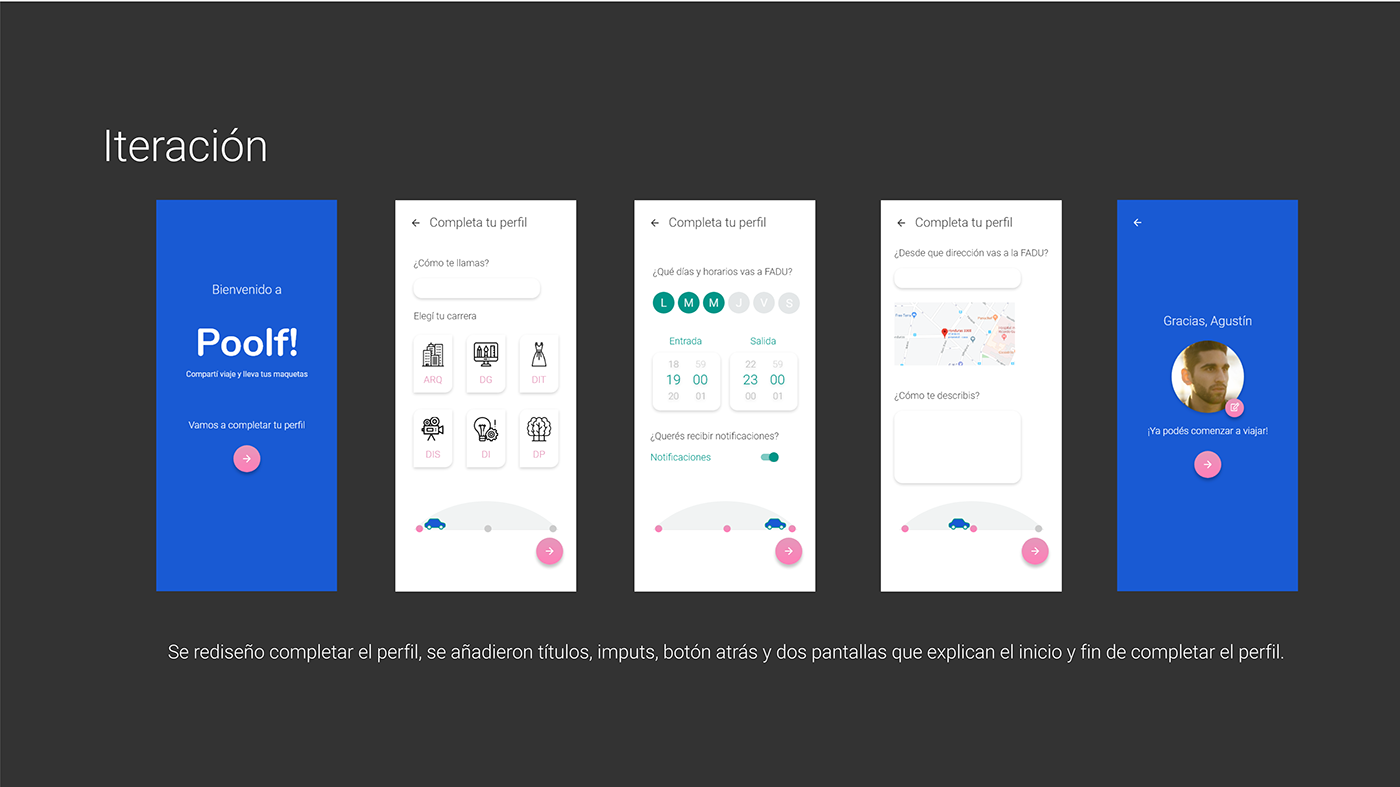 Iteración
Bienvenido a
Poolf!
Compartí viaje y lleva tus maquetas
Vamos a completar tu perfil
Completa tu perfil
¿Cómo te llamas?
Elegí tu carrera
ARQ DG DIT
DIS DI DP
Completa tu perfil
¿Qué días y horarios vas a FADU?
L M M J V S
Entrada Salida
18 59 22 59
19 00 23 00
20 01 00 01
¿Querés recibir notificaciones?
Notificaciones
Completa tu perfil
¿Desde que dirección vas a la FADU?
¿Cómo te describis?
Gracias, Agustín
¡Ya podés comenzar a viajar!
Se rediseño completar el perfil, se añadieron títulos, imputs, botón atrás y dos pantallas que explican el inicio y fin de completar el perfil.